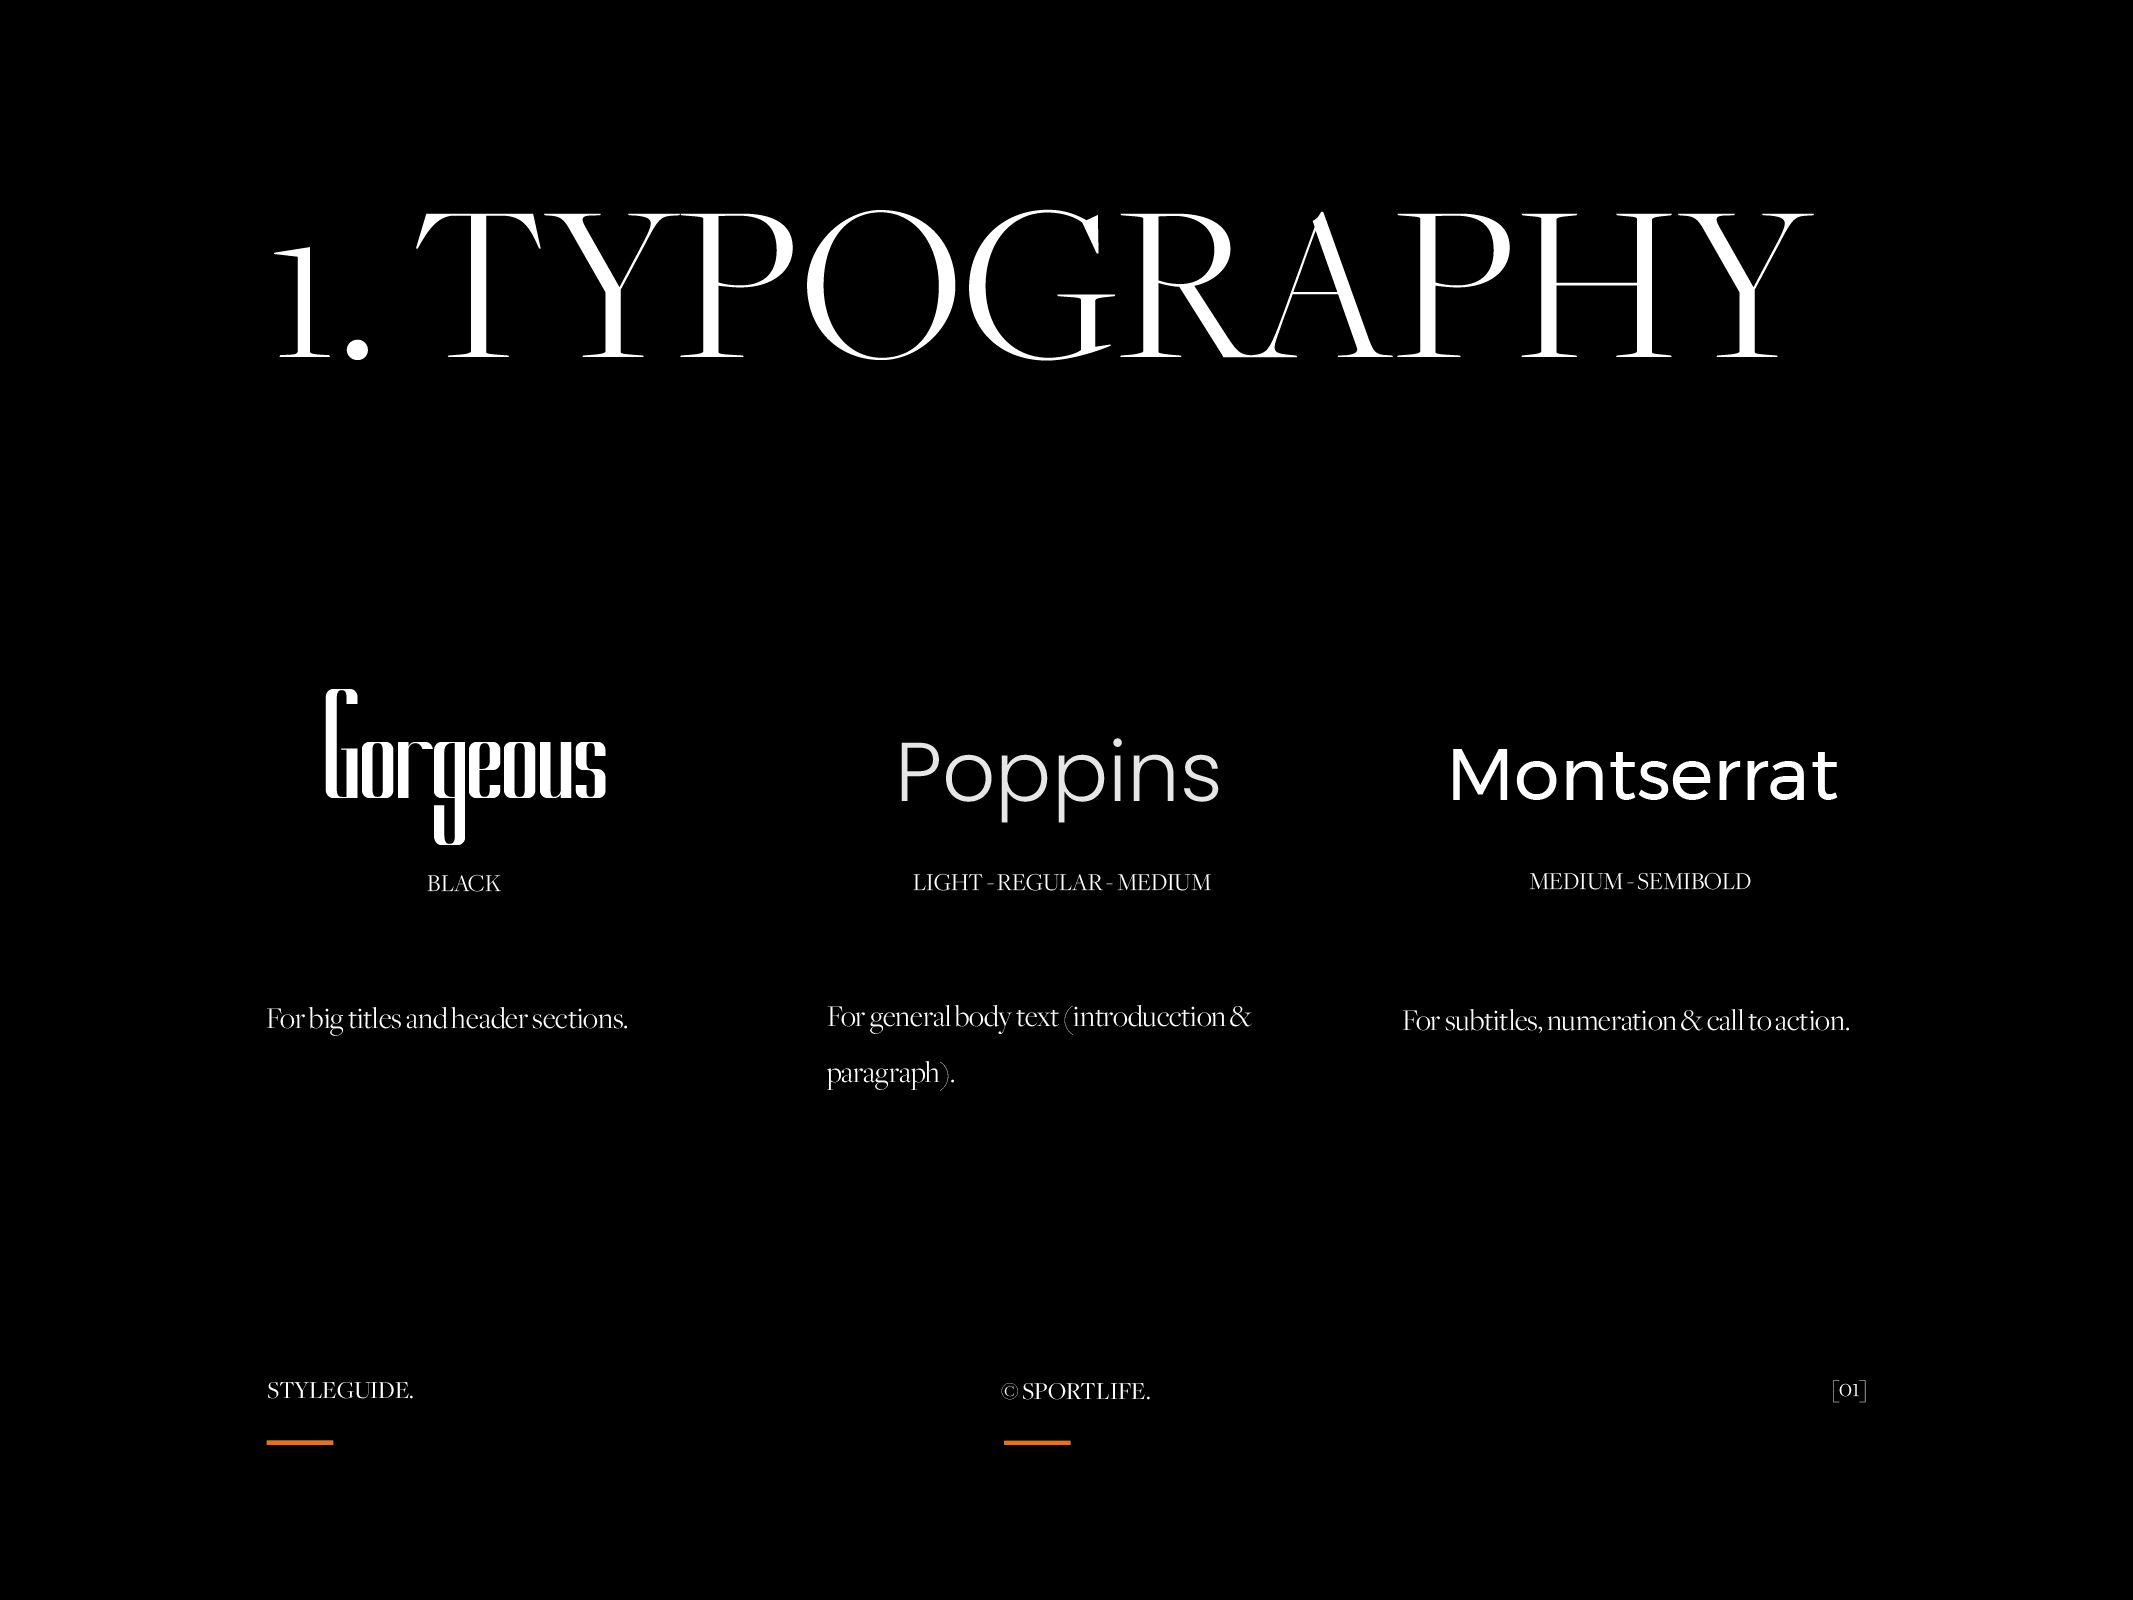 1. TYPOGRAPHY
Gorgeous
BLACK
For big titles and header sections.
Poppins
LIGHT - REGULAR - MEDIUM
For general body text (introducction &
paragraph).
Montserrat
MEDIUM - SEMIBOLD
For subtitles, numeration & call to action.
STYLEGUIDE.
© SPORTLIFE.
[01]